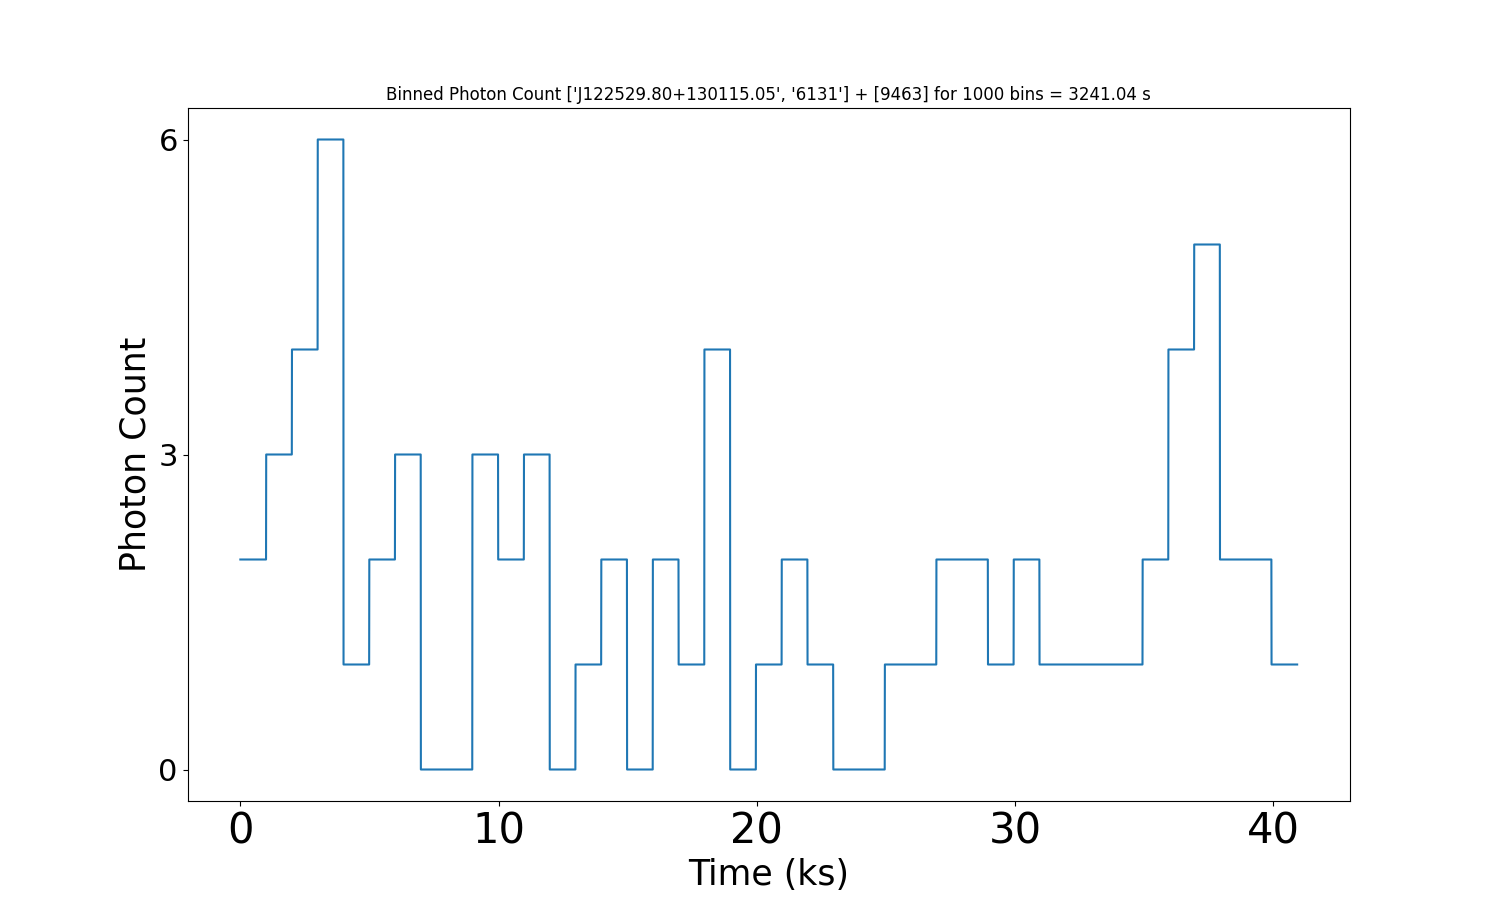 Binned Photon Count ['J122529.80+130115.05', '6131'] + [9463] for 1000 bins = 3241.04 s
6
3
0
Photon Count
0 10 20 30 40
Time (ks)